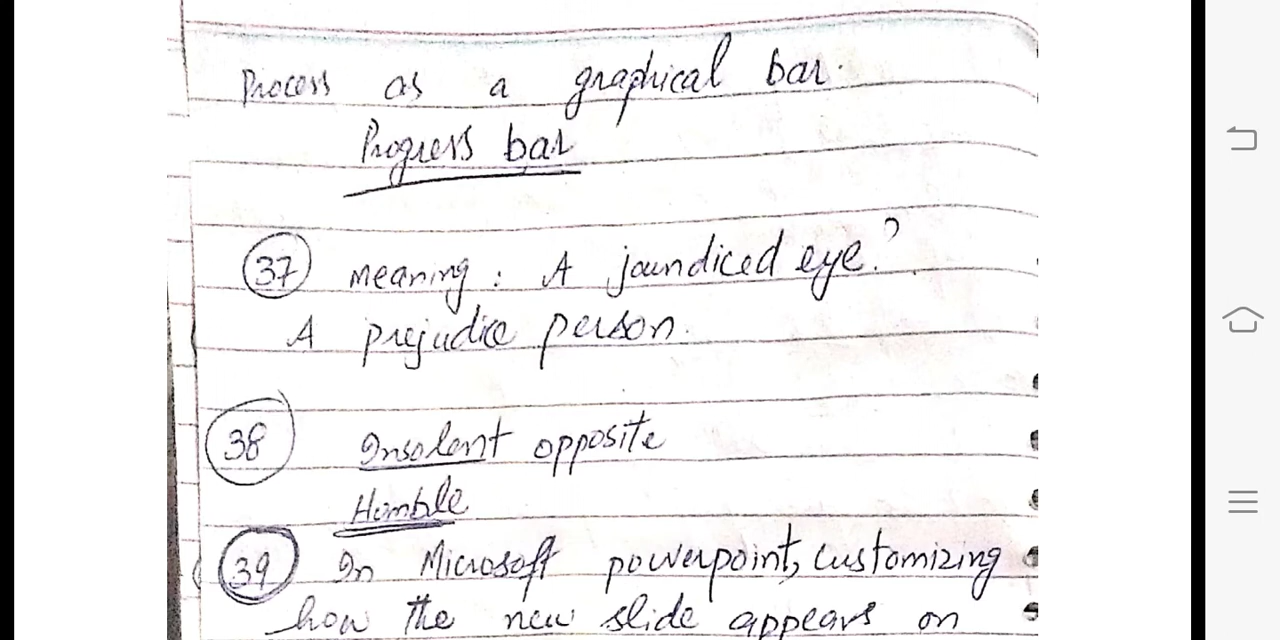 Process as a graphical bar.
Progress bar
37 meaning : A joundiced eye?
A prejudice person.
38 Insolent opposite
Humble
39 In Microsoft powerpoint, customizing
how the new slide appears on